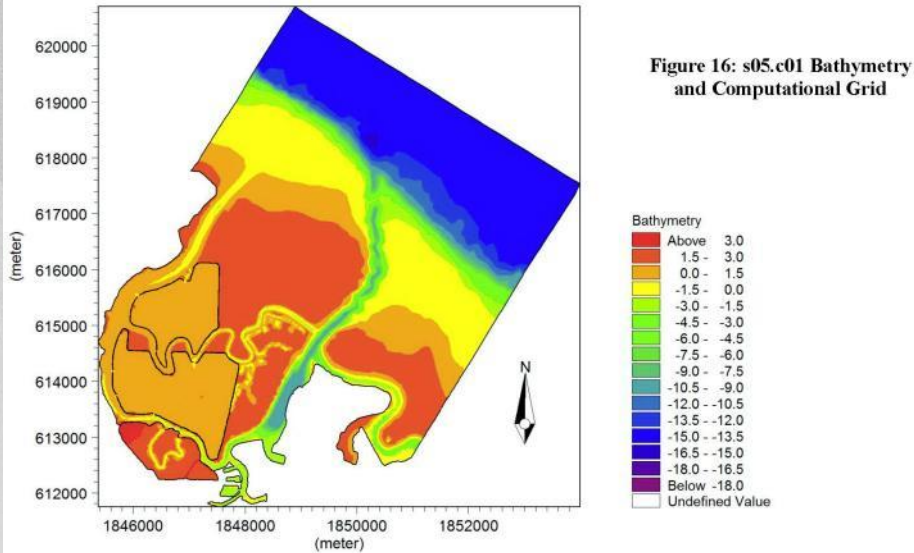 Figure 16: s05.c01 Bathymetry
and Computational Grid
620000
619000
618000
617000
616000
615000
614000
613000
612000
(meter)
1846000 1848000 1850000 1852000
(meter)
N
Bathymetry
Above 3.0
1.5 - 3.0
0.0 - 1.5
-1.5 - 0.0
-3.0 - -1.5
-4.5 - -3.0
-6.0 - -4.5
-7.5 - -6.0
-9.0 - -7.5
-10.5 - -9.0
-12.0 - -10.5
-13.5 - -12.0
-15.0 - -13.5
-16.5 - -15.0
-18.0 - -16.5
Below -18.0
Undefined Value